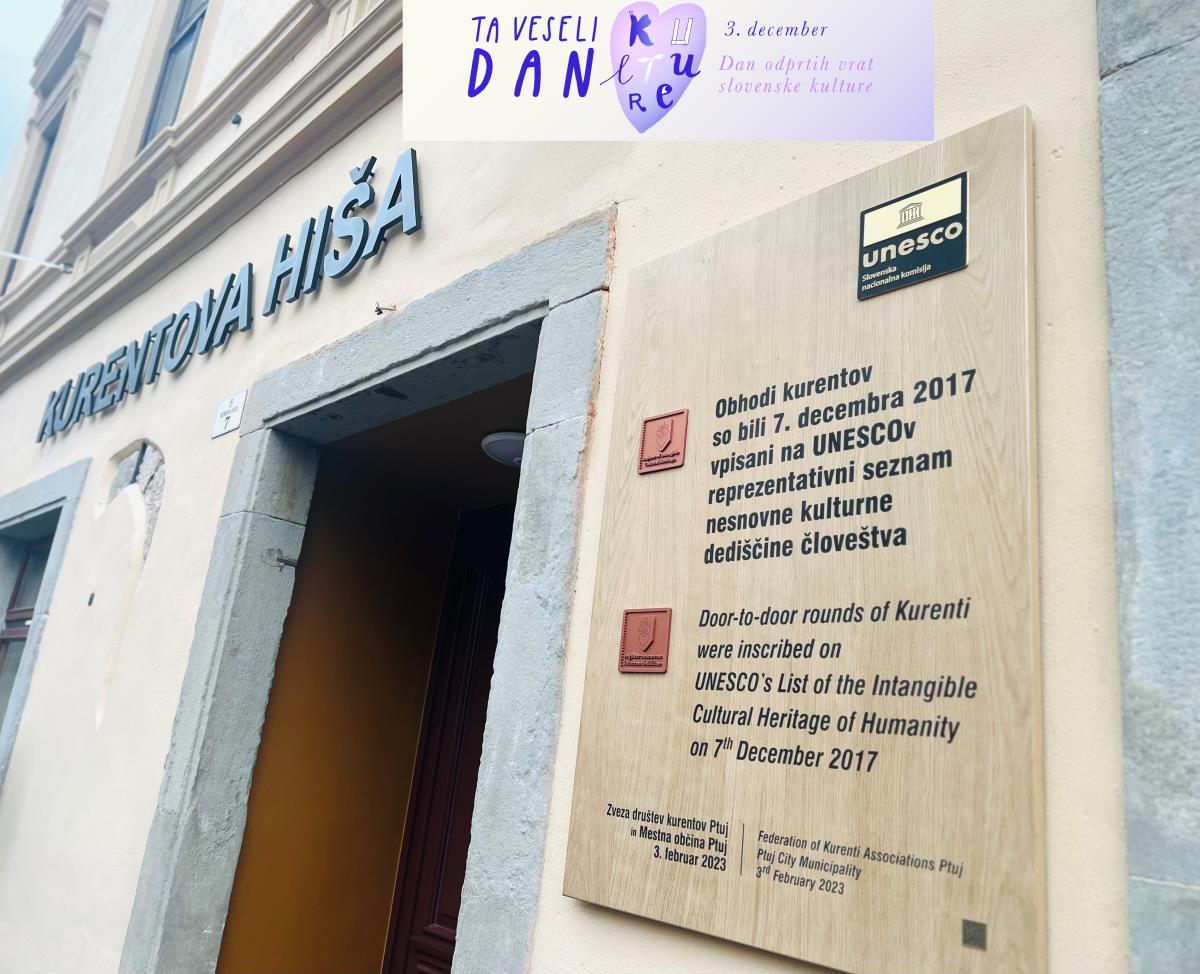 TA VESELI
DAN
KULTURE
3. december
Dan odprtih vrat
slovenske kulture
KURENTOVA HIŠA
7
unesco
Slovenska
nacionalna komisija
Obhodi kurentov
so bili 7. decembra 2017
vpisani na UNESCOv
reprezentativni seznam
nesnovne kulturne
dediščine človeštva
Door-to-door rounds of Kurenti
were inscribed on
UNESCO`s List of the Intangible
Cultural Heritage of Humanity
on 7th December 2017
Zveza društev kurentov Ptuj
in Mestna občina Ptuj
3. februar 2023
Federation of Kurenti Associations Ptuj
Ptuj City Municipality
3rd February 2023